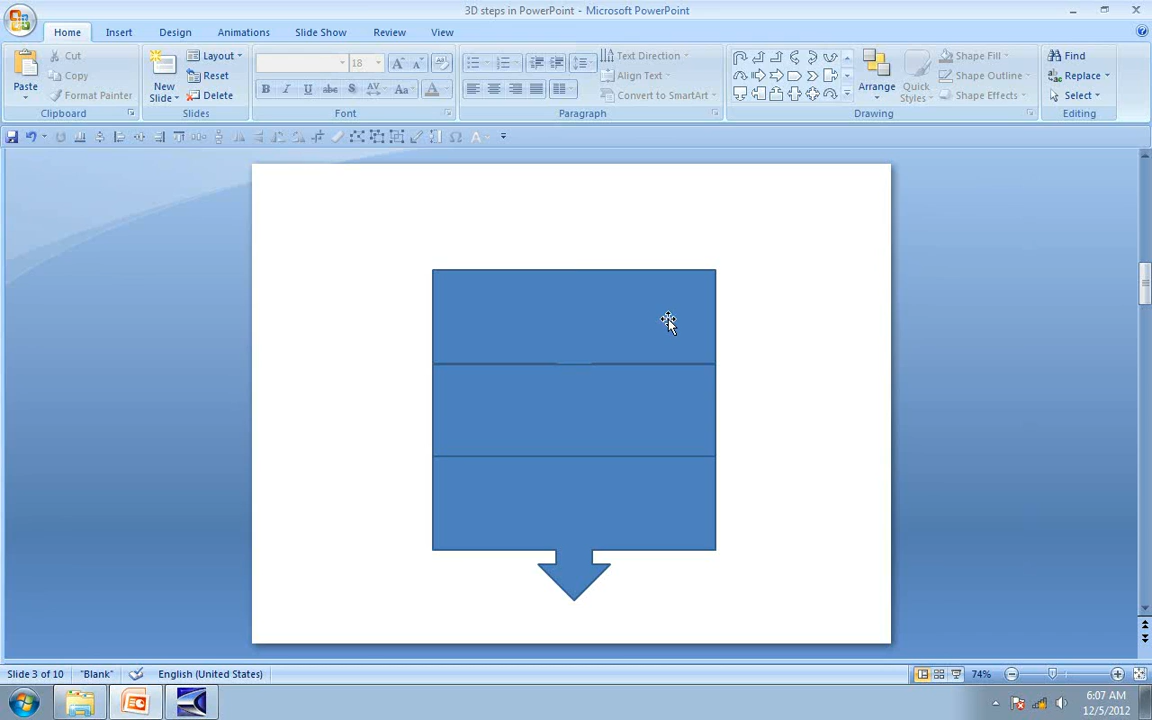 3D steps in PowerPoint - Microsoft PowerPoint
Home Insert Design Slide Show Animations Review View
Cut
Copy
Format Painter
Paste
Clipboard
New
Slide
Layout
Reset
Delete
Slides
18
B I U abc S AV Aa A
Font
Text Direction
Align Text
Convert to SmartArt
Paragraph
Arrange
Quick
Styles
Shape Fill
Shape Outline
Shape Effects
Drawing
Find
Replace
Select
Editing
Slide 3 of 10 "Blank" English (United States) 74%
6:07 AM
12/5/2012